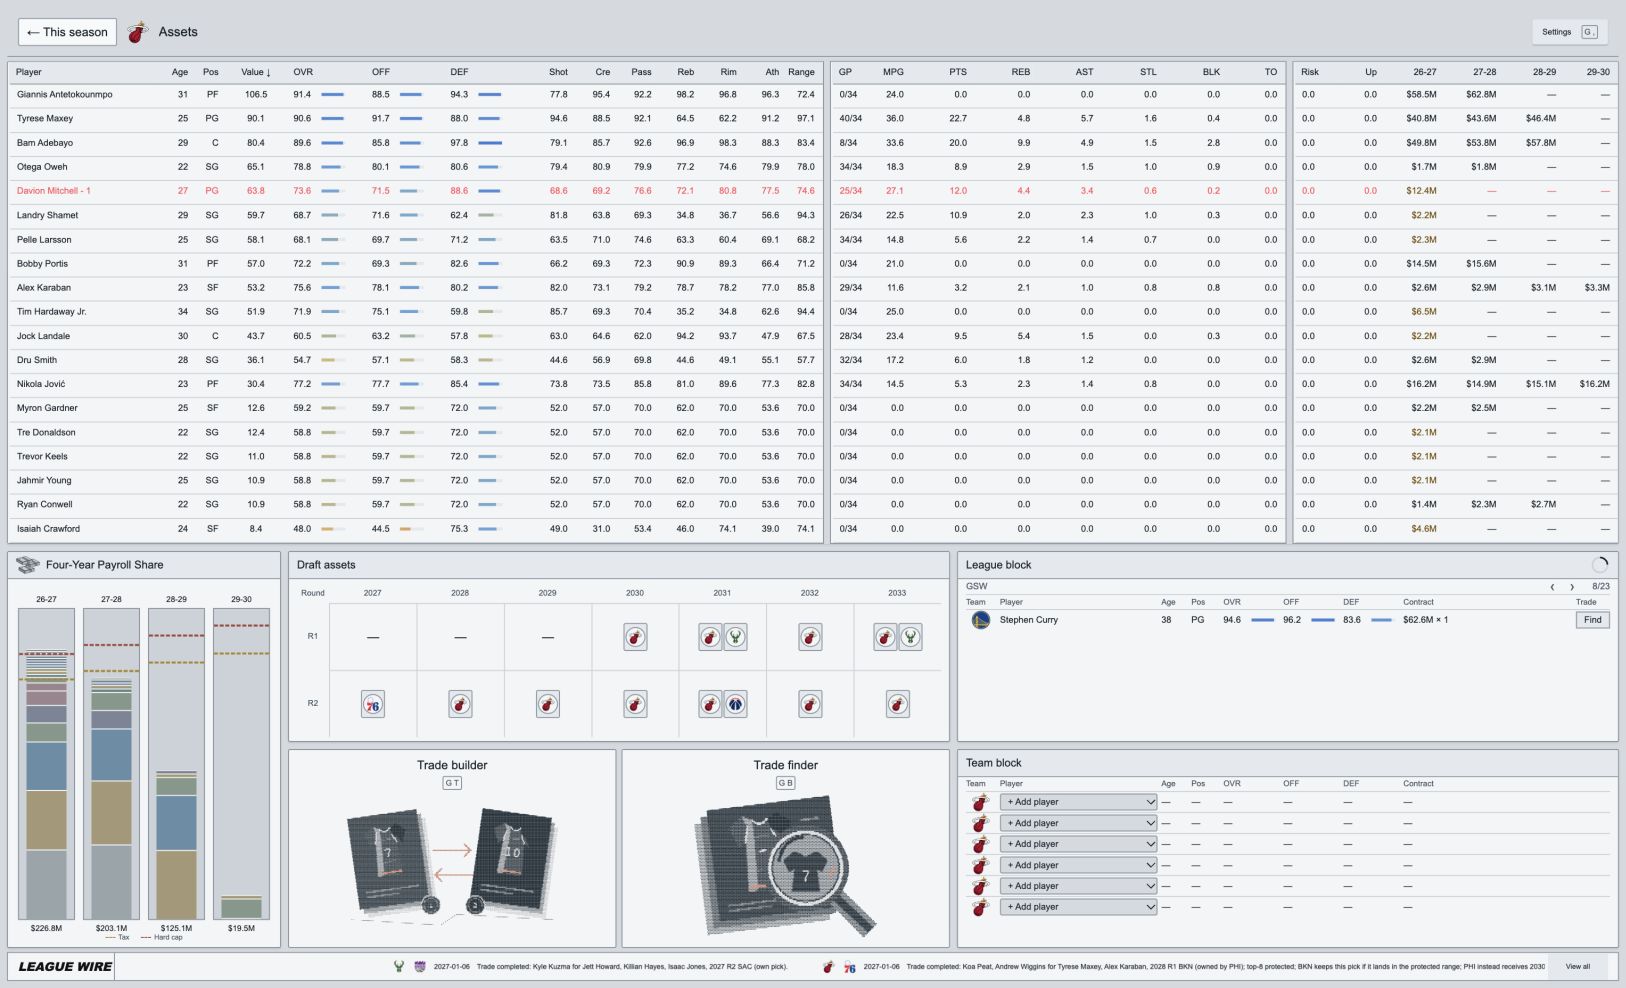 ← This season Assets Settings G ,
Player Age Pos Value ↓ OVR OFF DEF Shot Cre Pass Reb Rim Ath Range GP MPG PTS REB AST STL BLK TO Risk Up 26-27 27-28 28-29 29-30
Giannis Antetokounmpo 31 PF 106.5 91.4 88.5 94.3 77.8 95.4 92.2 98.2 96.8 96.3 72.4 0/34 24.0 0.0 0.0 0.0 0.0 0.0 0.0 0.0 0.0 $58.5M $62.8M — —
Tyrese Maxey 25 PG 90.1 90.6 91.7 88.0 94.6 88.5 92.1 64.5 62.2 91.2 97.1 40/34 36.0 22.7 4.8 5.7 1.6 0.4 0.0 0.0 0.0 $40.8M $43.6M $46.4M —
Bam Adebayo 29 C 80.4 89.6 85.8 97.8 79.1 85.7 92.6 96.9 98.3 88.3 83.4 8/34 33.6 20.0 9.9 4.9 1.5 2.8 0.0 0.0 0.0 $49.8M $53.8M $57.8M —
Otega Oweh 22 SG 65.1 78.8 80.1 80.6 79.4 80.9 79.9 77.2 74.6 79.9 78.0 34/34 18.3 8.9 2.9 1.5 1.0 0.9 0.0 0.0 0.0 $1.7M $1.8M — —
Davion Mitchell - 1 27 PG 63.8 73.6 71.5 88.6 68.6 69.2 76.6 72.1 80.8 77.5 74.6 25/34 27.1 12.0 4.4 3.4 0.6 0.2 0.0 0.0 0.0 $12.4M — — —
Landry Shamet 29 SG 59.7 68.7 71.6 62.4 81.8 63.8 69.3 34.8 36.7 56.6 94.3 26/34 22.5 10.9 2.0 2.3 1.0 0.3 0.0 0.0 0.0 $2.2M — — —
Pelle Larsson 25 SG 58.1 68.1 69.7 71.2 63.5 71.0 74.6 63.3 60.4 69.1 68.2 34/34 14.8 5.6 2.2 1.4 0.7 0.0 0.0 0.0 0.0 $2.3M — — —
Bobby Portis 31 PF 57.0 72.2 69.3 82.6 66.2 69.3 72.3 90.9 89.3 66.4 71.2 0/34 21.0 0.0 0.0 0.0 0.0 0.0 0.0 0.0 0.0 $14.5M $15.6M — —
Alex Karaban 23 SF 53.2 75.6 78.1 80.2 82.0 73.1 79.2 78.7 78.2 77.0 85.8 29/34 11.6 3.2 2.1 1.0 0.8 0.8 0.0 0.0 0.0 $2.6M $2.9M $3.1M $3.3M
Tim Hardaway Jr. 34 SG 51.9 71.9 75.1 59.8 85.7 69.3 70.4 35.2 34.8 62.6 94.4 0/34 25.0 0.0 0.0 0.0 0.0 0.0 0.0 0.0 0.0 $6.5M — — —
Jock Landale 30 C 43.7 60.5 63.2 57.8 63.0 64.6 62.0 94.2 93.7 47.9 67.5 28/34 23.4 9.5 5.4 1.5 0.0 0.3 0.0 0.0 0.0 $2.2M — — —
Dru Smith 28 SG 36.1 54.7 57.1 58.3 44.6 56.9 69.8 44.6 49.1 55.1 57.7 32/34 17.2 6.0 1.8 1.2 0.0 0.0 0.0 0.0 0.0 $2.6M $2.9M — —
Nikola Jović 23 PF 30.4 77.2 77.7 85.4 73.8 73.5 85.8 81.0 89.6 77.3 82.8 34/34 14.5 5.3 2.3 1.4 0.8 0.0 0.0 0.0 0.0 $16.2M $14.9M $15.1M $16.2M
Myron Gardner 25 SF 12.6 59.2 59.7 72.0 52.0 57.0 70.0 62.0 70.0 53.6 70.0 0/34 0.0 0.0 0.0 0.0 0.0 0.0 0.0 0.0 0.0 $2.2M $2.5M — —
Tre Donaldson 22 SG 12.4 58.8 59.7 72.0 52.0 57.0 70.0 62.0 70.0 53.6 70.0 0/34 0.0 0.0 0.0 0.0 0.0 0.0 0.0 0.0 0.0 $2.1M — — —
Trevor Keels 22 SG 11.0 58.8 59.7 72.0 52.0 57.0 70.0 62.0 70.0 53.6 70.0 0/34 0.0 0.0 0.0 0.0 0.0 0.0 0.0 0.0 0.0 $2.1M — — —
Jahmir Young 25 SG 10.9 58.8 59.7 72.0 52.0 57.0 70.0 62.0 70.0 53.6 70.0 0/34 0.0 0.0 0.0 0.0 0.0 0.0 0.0 0.0 0.0 $2.1M — — —
Ryan Conwell 22 SG 10.9 58.8 59.7 72.0 52.0 57.0 70.0 62.0 70.0 53.6 70.0 0/34 0.0 0.0 0.0 0.0 0.0 0.0 0.0 0.0 0.0 $1.4M $2.3M $2.7M —
Isaiah Crawford 24 SF 8.4 48.0 44.5 75.3 49.0 31.0 53.4 46.0 74.1 39.0 74.1 0/34 0.0 0.0 0.0 0.0 0.0 0.0 0.0 0.0 0.0 $4.6M — — —
Four-Year Payroll Share
26-27 27-28 28-29 29-30
$226.8M $203.1M $125.1M $19.5M
Tax Hard cap
Draft assets
Round 2027 2028 2029 2030 2031 2032 2033
R1 — — —
R2 76
Trade builder
G T
7 10
Trade finder
G B
7
League block
GSW ‹ › 8/23
Team Player Age Pos OVR OFF DEF Contract Trade
Stephen Curry 38 PG 94.6 96.2 83.6 $62.6M × 1 Find
Team block
Team Player Age Pos OVR OFF DEF Contract
+ Add player — — — — — —
+ Add player — — — — — —
+ Add player — — — — — —
+ Add player — — — — — —
+ Add player — — — — — —
+ Add player — — — — — —
LEAGUE WIRE 2027-01-06 Trade completed: Kyle Kuzma for Jett Howard, Killian Hayes, Isaac Jones, 2027 R2 SAC (own pick). 76 2027-01-06 Trade completed: Koa Peat, Andrew Wiggins for Tyrese Maxey, Alex Karaban, 2028 R1 BKN (owned by PHI); top-8 protected; BKN keeps this pick if it lands in the protected range; PHI instead receives 2030 View all